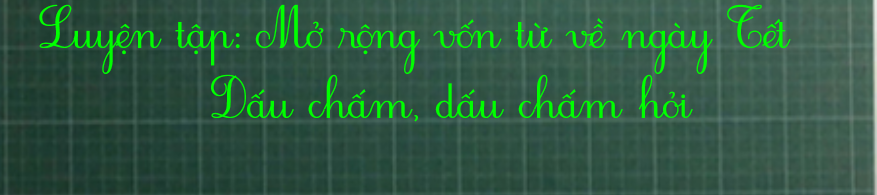 Luyện tập: Mở rộng vốn từ về ngày Tết
Dấu chấm, dấu chấm hỏi